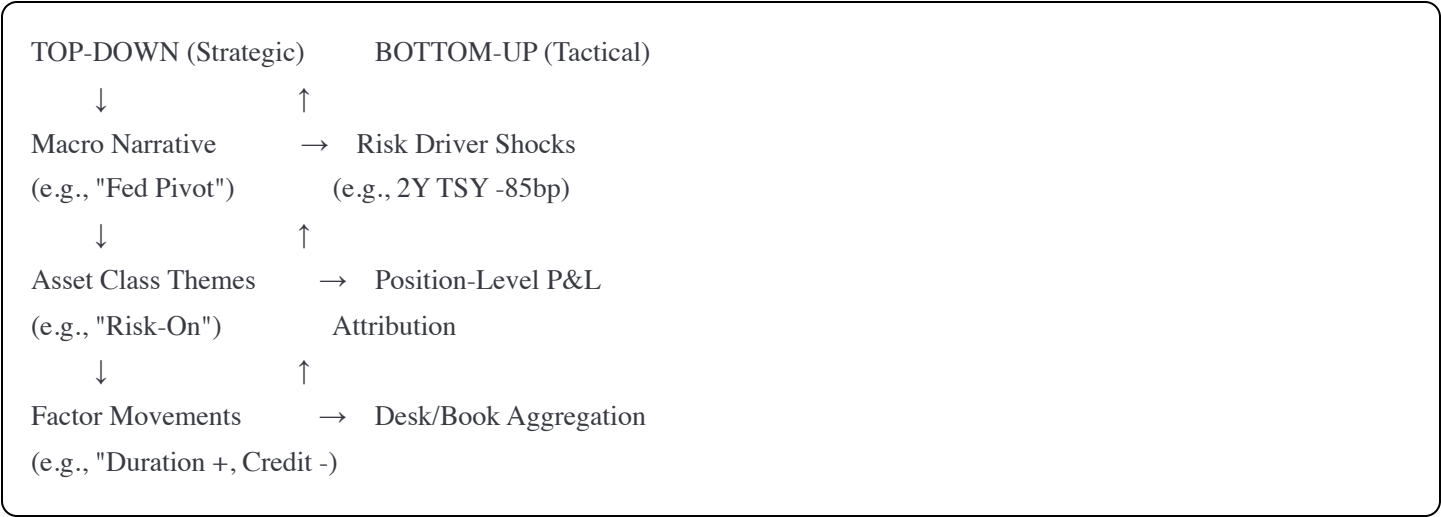 TOP-DOWN (Strategic) BOTTOM-UP (Tactical)
↓ ↑
Macro Narrative → Risk Driver Shocks
(e.g., "Fed Pivot") (e.g., 2Y TSY -85bp)
↓ ↑
Asset Class Themes → Position-Level P&L
(e.g., "Risk-On") Attribution
↓ ↑
Factor Movements → Desk/Book Aggregation
(e.g., "Duration +, Credit -)